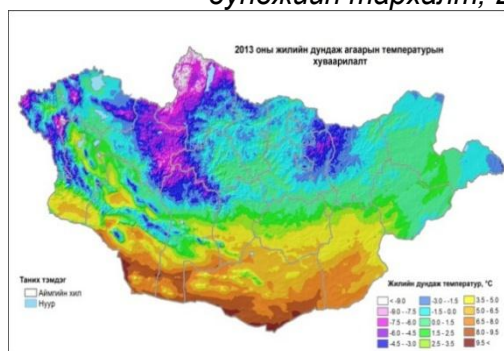 2013 оны жилийн дундаж агаарын температурын
хуваарилалт
Таних тэмдэг
Аймгийн хил
Нуур
Жилийн дундаж температур, °C
< -9.0
-9.0 - -7.5
-7.5 - -6.0
-6.0 - -4.5
-4.5 - -3.0
-3.0 - -1.5
-1.5 - 0.0
0.0 - 1.5
1.5 - 2.5
2.5 - 3.5
3.5 - 5.0
5.0 - 6.5
6.5 - 8.0
8.0 - 9.5
9.5 <